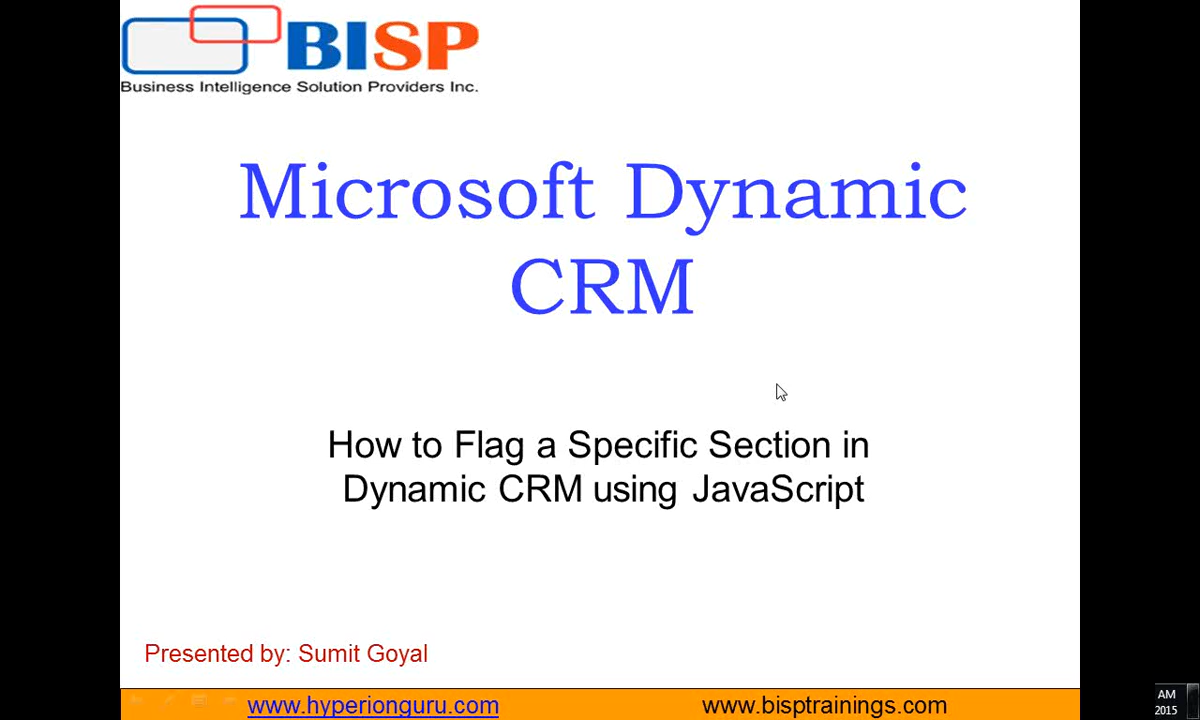 BISP
Business Intelligence Solution Providers Inc.
Microsoft Dynamic
CRM
How to Flag a Specific Section in
Dynamic CRM using JavaScript
Presented by: Sumit Goyal
www.hyperionguru.com www.bisptrainings.com
AM
2015